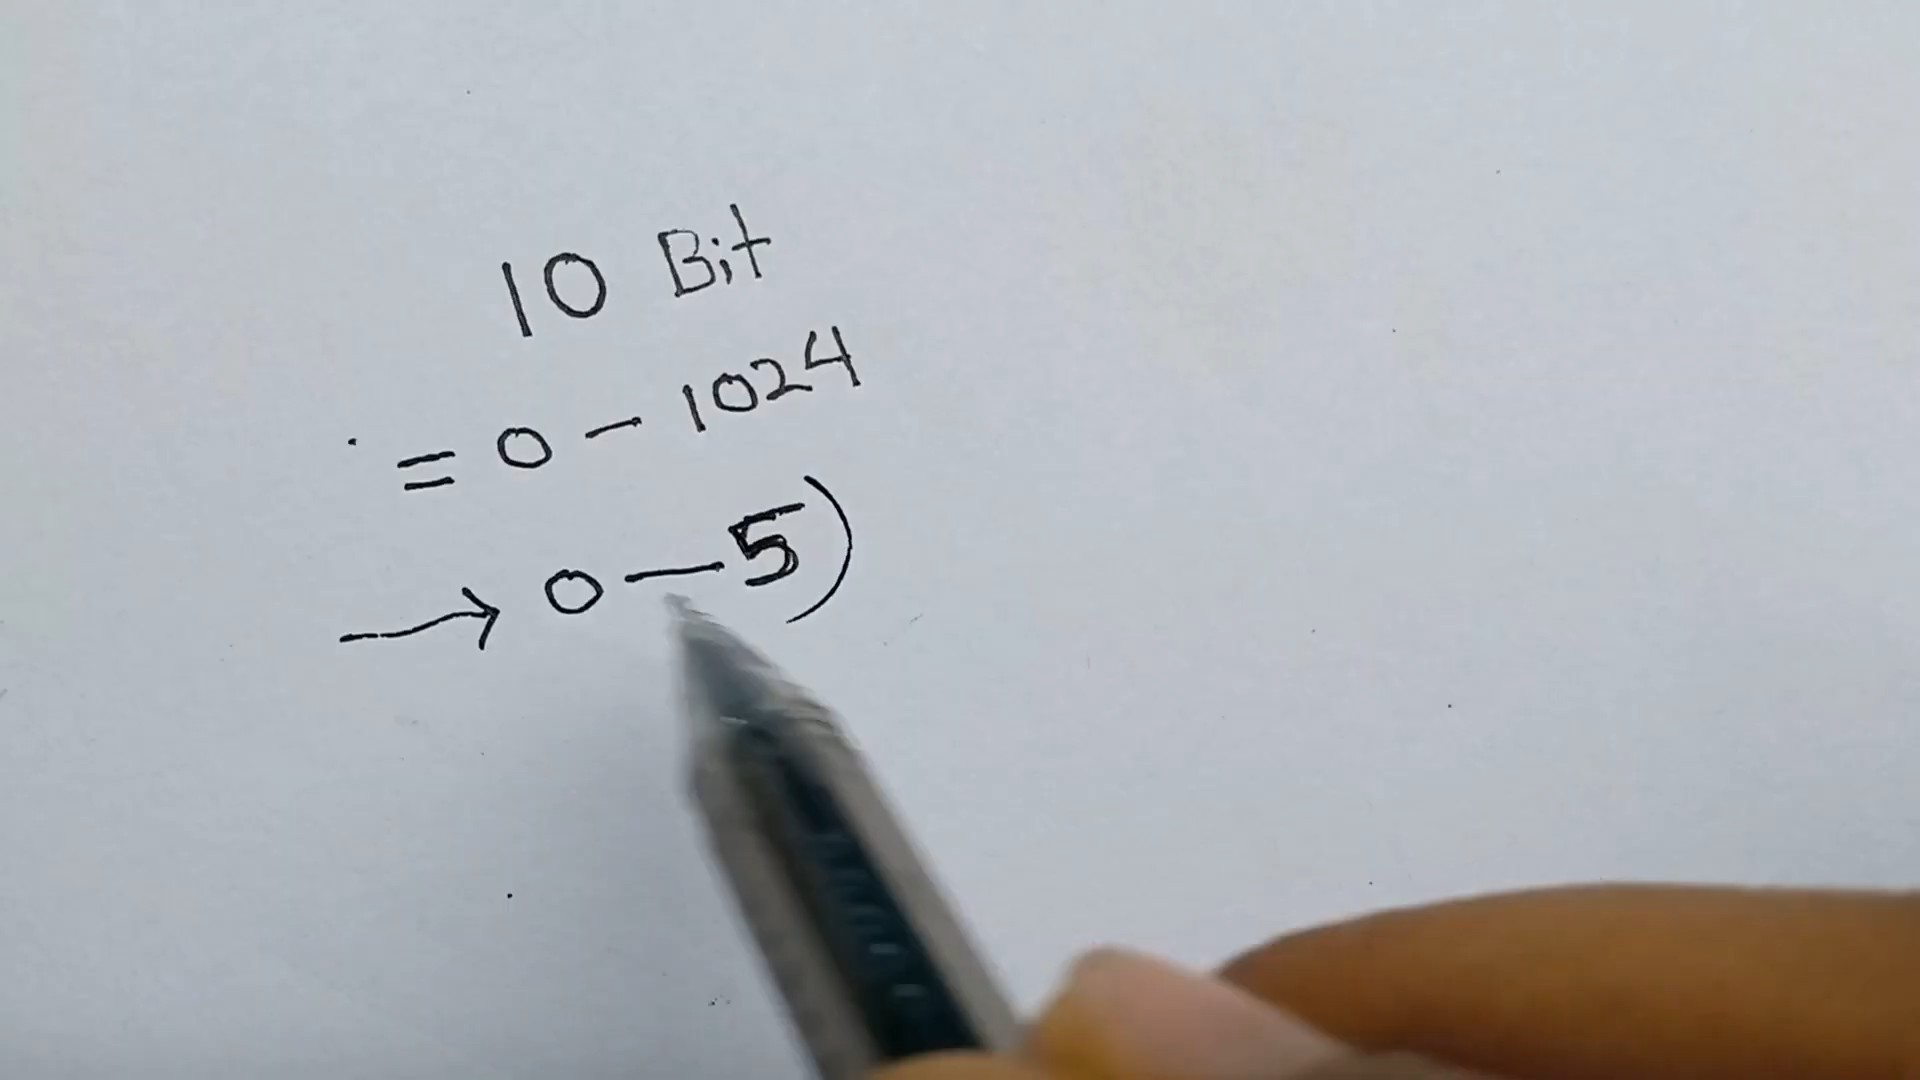 10 Bit
= 0 - 1024
→ 0 — 5)